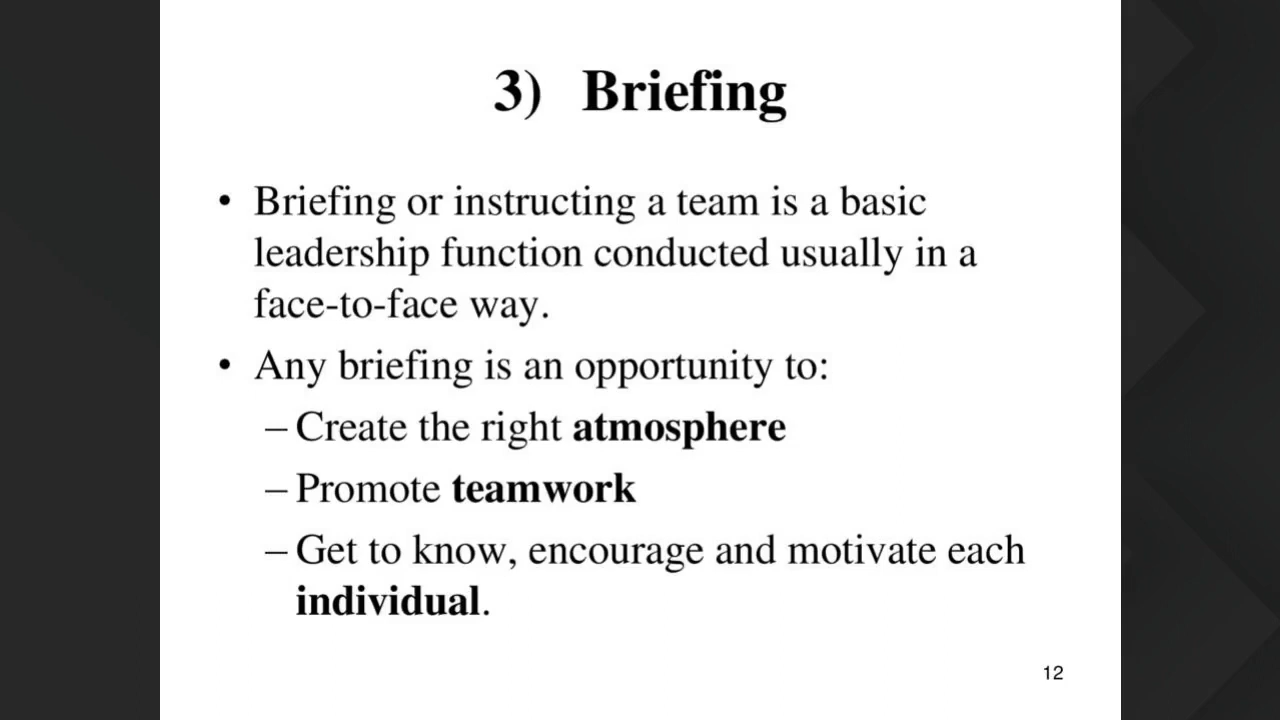 3) Briefing
• Briefing or instructing a team is a basic
leadership function conducted usually in a
face-to-face way.
• Any briefing is an opportunity to:
– Create the right atmosphere
– Promote teamwork
– Get to know, encourage and motivate each
individual.
12